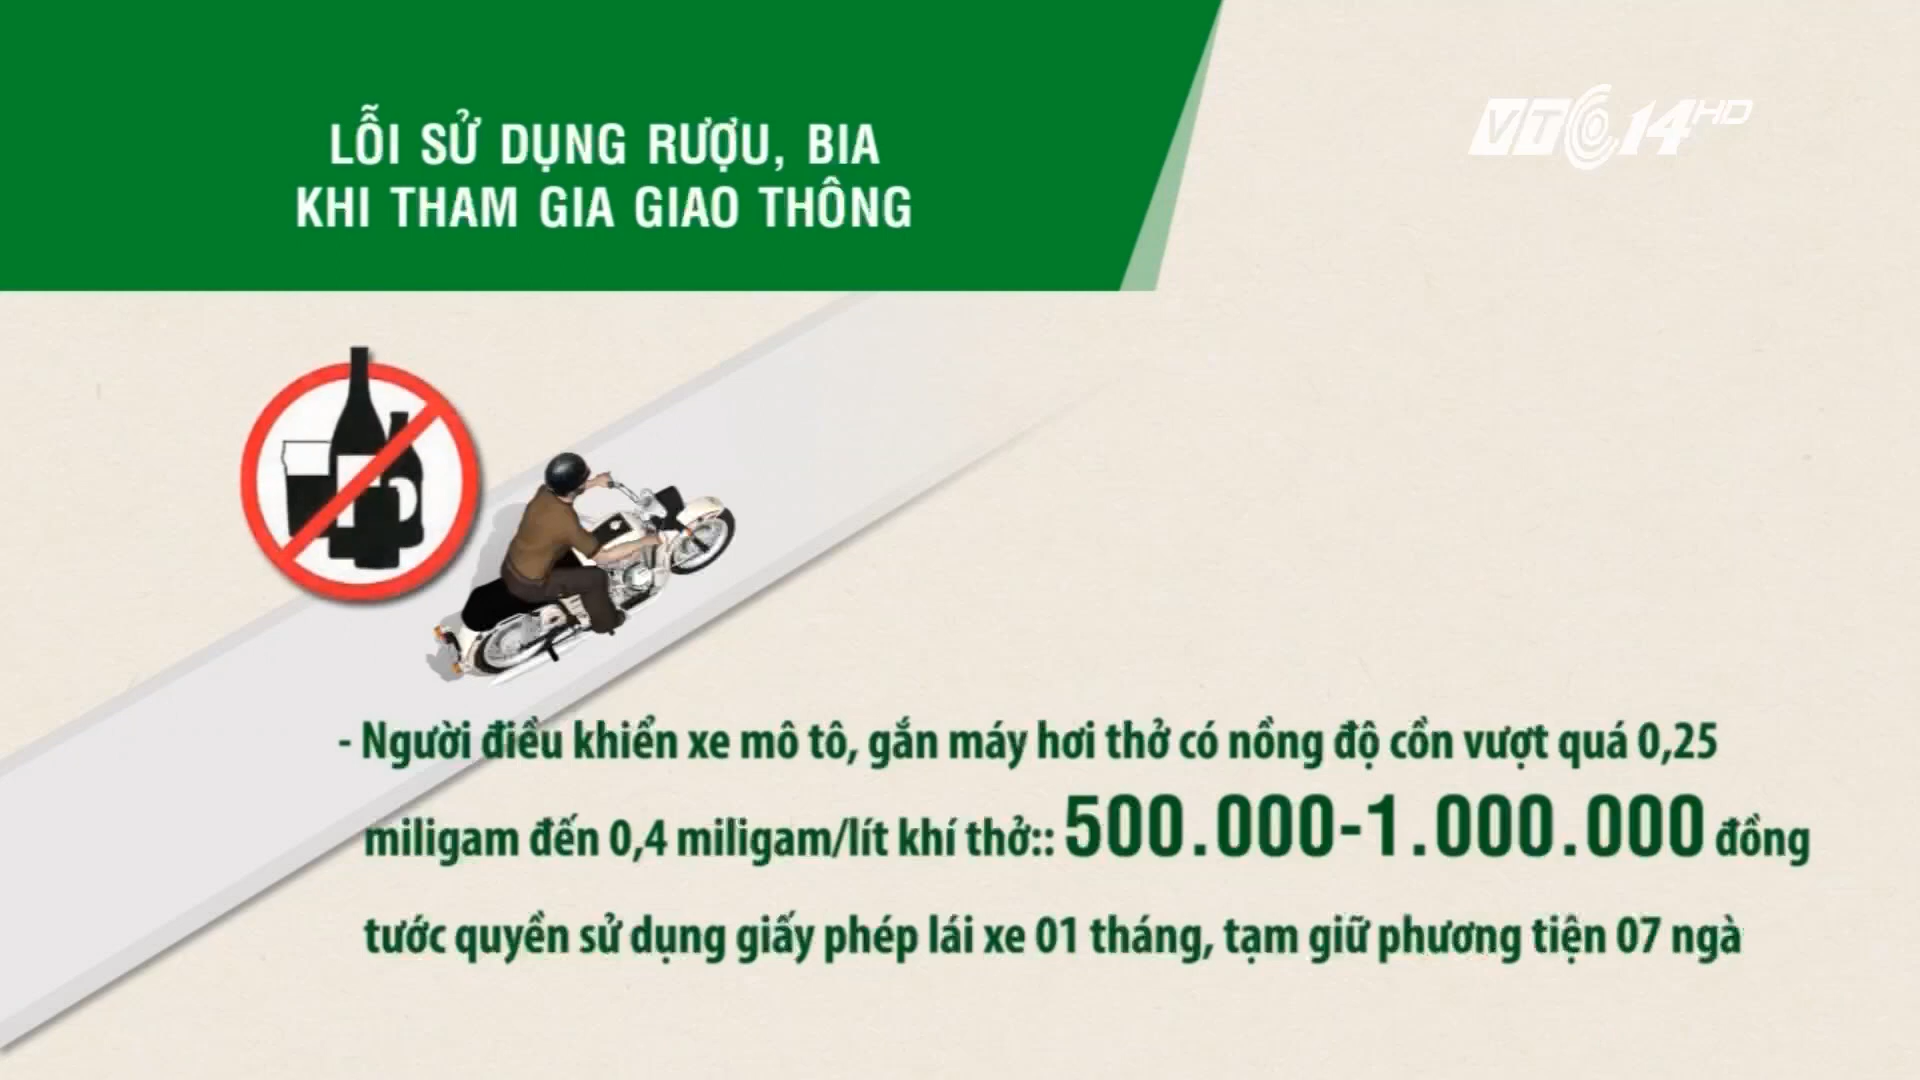 LỖI SỬ DỤNG RƯỢU, BIA
KHI THAM GIA GIAO THÔNG
VTC14HD
- Người điều khiển xe mô tô, gắn máy hơi thở có nồng độ cồn vượt quá 0,25
miligam đến 0,4 miligam/lít khí thở:: 500.000-1.000.000 đồng
tước quyền sử dụng giấy phép lái xe 01 tháng, tạm giữ phương tiện 07 ngà